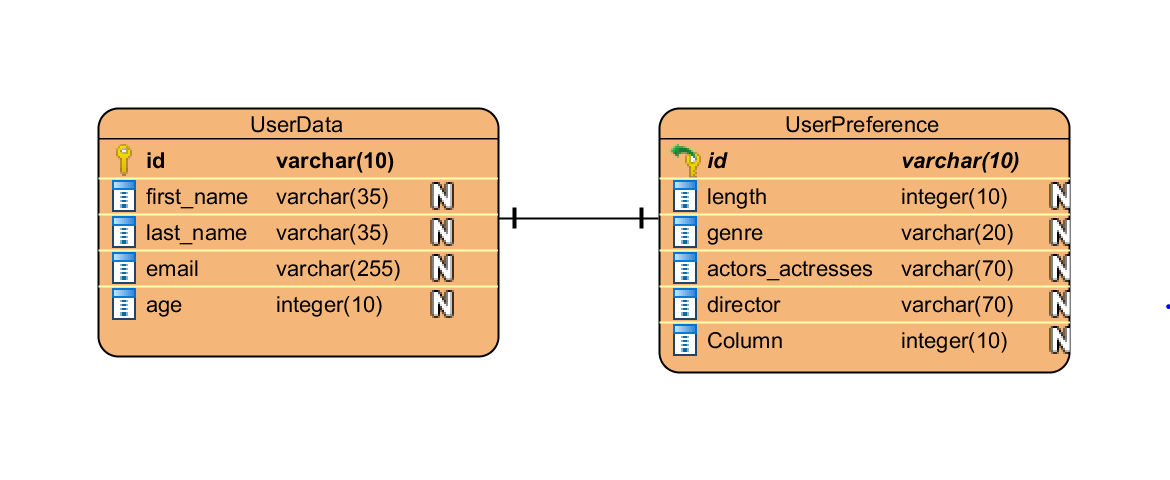 UserData
id varchar(10)
first_name varchar(35) N
last_name varchar(35) N
email varchar(255) N
age integer(10) N
UserPreference
id varchar(10)
length integer(10) N
genre varchar(20) N
actors_actresses varchar(70) N
director varchar(70) N
Column integer(10) N